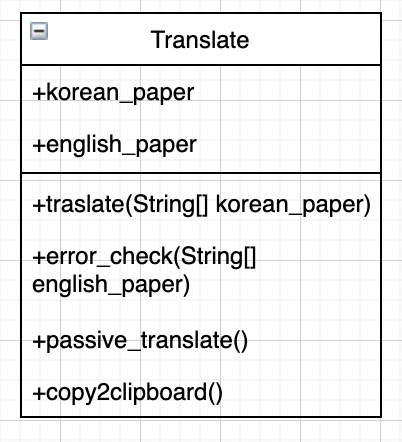 Translate
+korean_paper
+english_paper
+traslate(String[] korean_paper)
+error_check(String[]
english_paper)
+passive_translate()
+copy2clipboard()